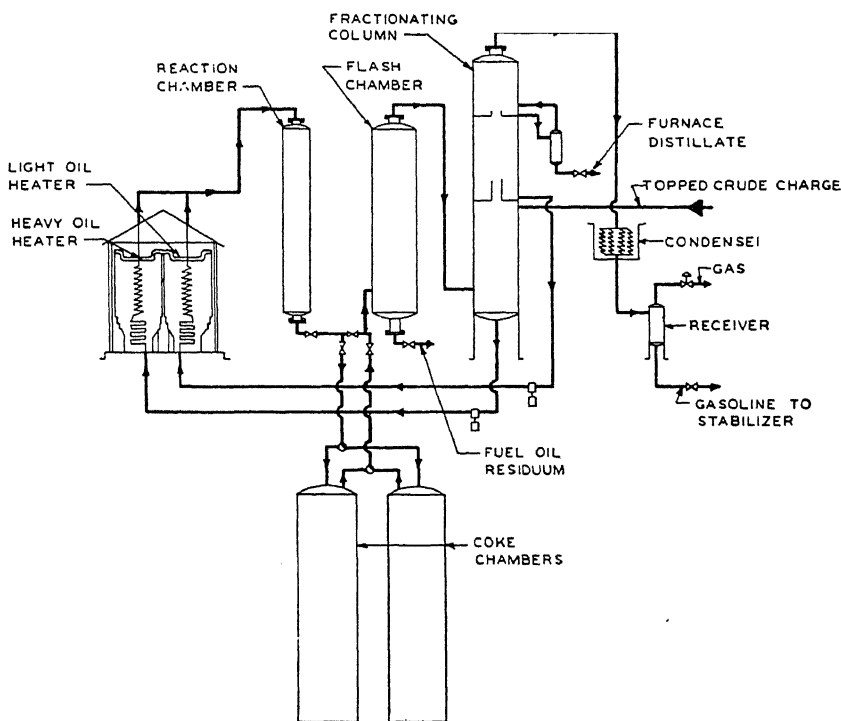 FRACTIONATING
COLUMN
REACTION
CHAMBER
FLASH
CHAMBER
FURNACE
DISTILLATE
LIGHT OIL
HEATER
TOPPED CRUDE CHARGE
HEAVY OIL
HEATER
CONDENSEI
GAS
RECEIVER
GASOLINE TO
STABILIZER
FUEL OIL
RESIDUUM
COKE
CHAMBERS